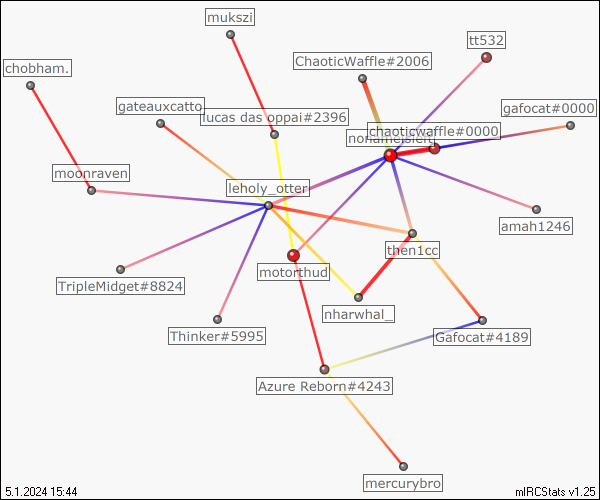 mukszi
tt532
ChaoticWaffle#2006
chobham.
gateauxcatto
gafocat#0000
lucas das oppai#2396
chaoticwaffle#0000
moonraven
leholy_otter
amah1246
then1cc
motorthud
TripleMidget#8824
nharwhal_
Thinker#5995
Gafocat#4189
Azure Reborn#4243
mercurybro
5.1.2024 15:44
mIRCStats v1.25